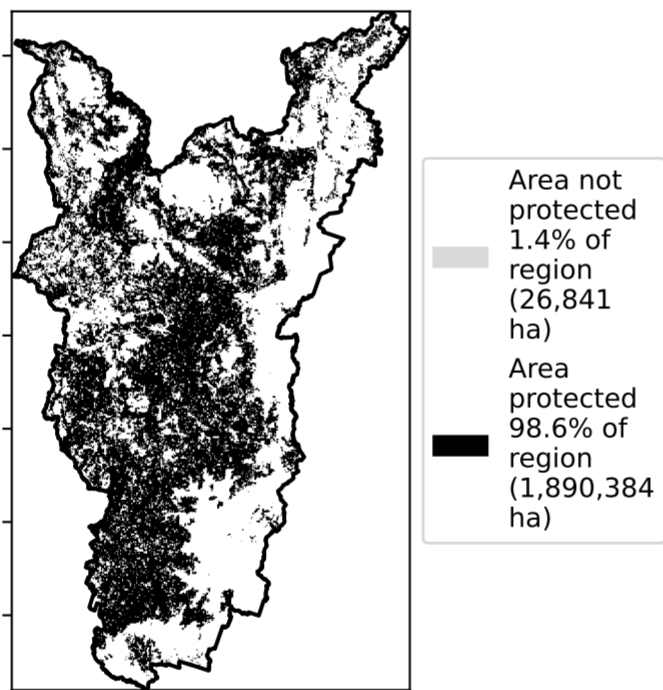 Area not
protected
1.4% of
region
(26,841
ha)
Area
protected
98.6% of
region
(1,890,384
ha)